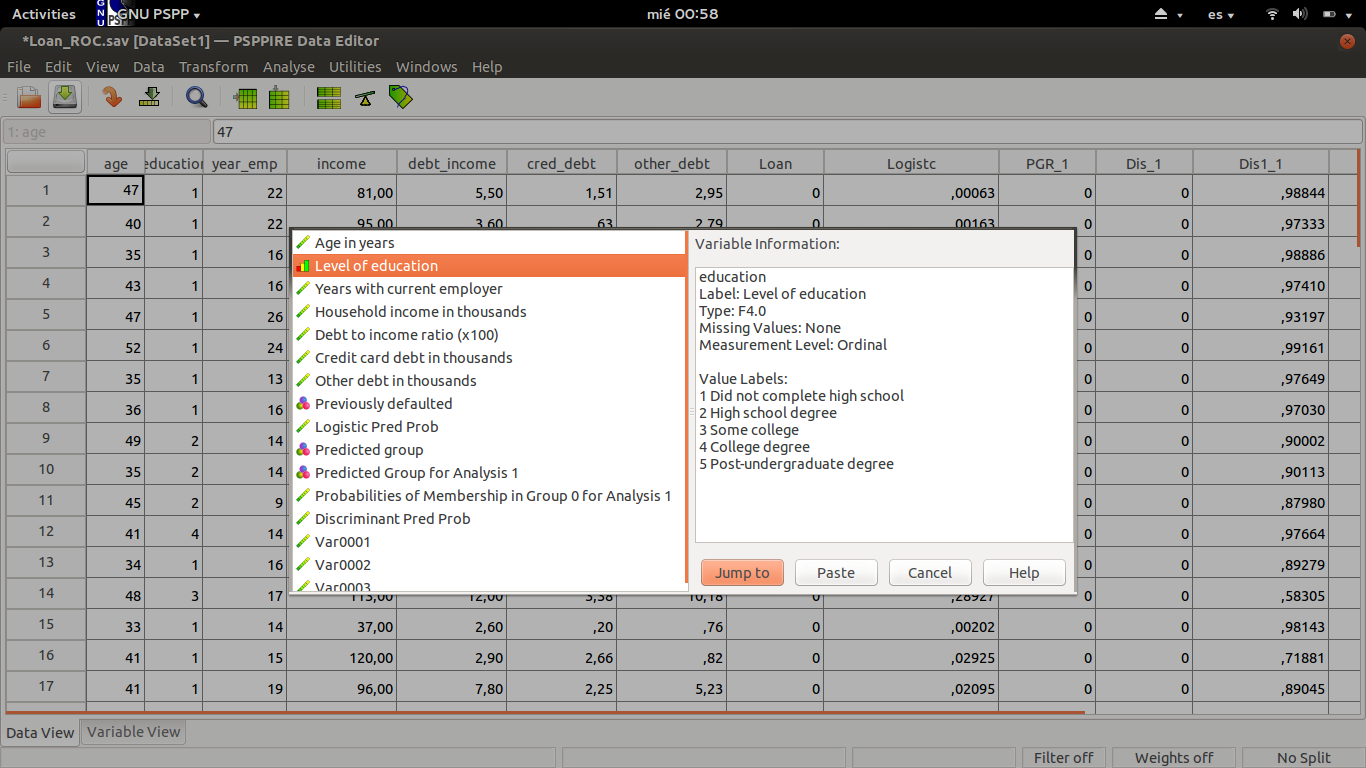 Activities GNU PSPP mié 00:58 es
*Loan_ROC.sav [DataSet1] — PSPPIRE Data Editor
File Edit View Data Transform Analyse Utilities Windows Help
1: age 47
age education year_emp income debt_income cred_debt other_debt Loan Logistc PGR_1 Dis_1 Dis1_1
1 47 1 22 81,00 5,50 1,51 2,95 0 ,00063 0 0 ,98844
2 40 1 22 95,00 3,60 ,63 2,79 0 ,00163 0 0 ,97333
3 35 1 16 ,98886
4 43 1 16 ,97410
5 47 1 26 ,93197
6 52 1 24 ,99161
7 35 1 13 ,97649
8 36 1 16 ,97030
9 49 2 14 ,90002
10 35 2 14 ,90113
11 45 2 9 ,87980
12 41 4 14 ,97664
13 34 1 16 ,89279
14 48 3 17 115,00 12,00 3,58 10,18 0 ,28927 0 0 ,58305
15 33 1 14 37,00 2,60 ,20 ,76 0 ,00202 0 0 ,98143
16 41 1 15 120,00 2,90 2,66 ,82 0 ,02925 0 0 ,71881
17 41 1 19 96,00 7,80 2,25 5,23 0 ,02095 0 0 ,89045
Age in years
Level of education
Years with current employer
Household income in thousands
Debt to income ratio (x100)
Credit card debt in thousands
Other debt in thousands
Previously defaulted
Logistic Pred Prob
Predicted group
Predicted Group for Analysis 1
Probabilities of Membership in Group 0 for Analysis 1
Discriminant Pred Prob
Var0001
Var0002
Var0003
Variable Information:
education
Label: Level of education
Type: F4.0
Missing Values: None
Measurement Level: Ordinal
Value Labels:
1 Did not complete high school
2 High school degree
3 Some college
4 College degree
5 Post-undergraduate degree
Jump to Paste Cancel Help
Data View Variable View
Filter off Weights off No Split